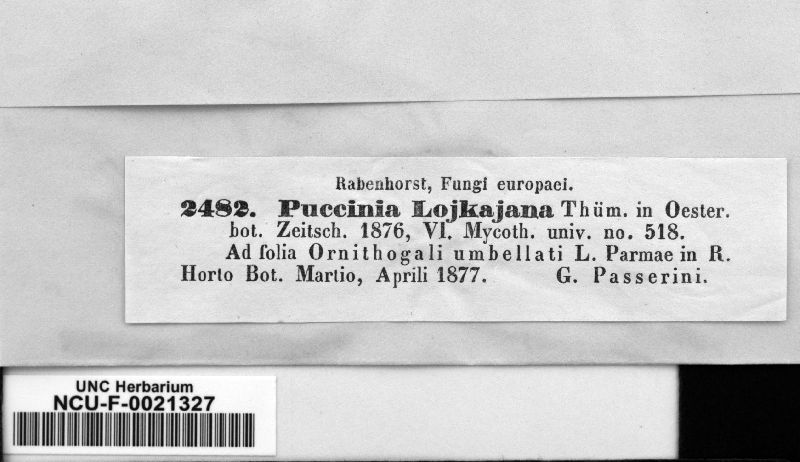 Rabenhorst, Fungi europaei.
2482. Puccinia Lojkajana Thüm. in Oester.
bot. Zeitsch. 1876, VI. Mycoth. univ. no. 518.
Ad folia Ornithogali umbellati L. Parmae in R.
Horto Bot. Martio, Aprili 1877. G. Passerini.
UNC Herbarium
NCU-F-0021327